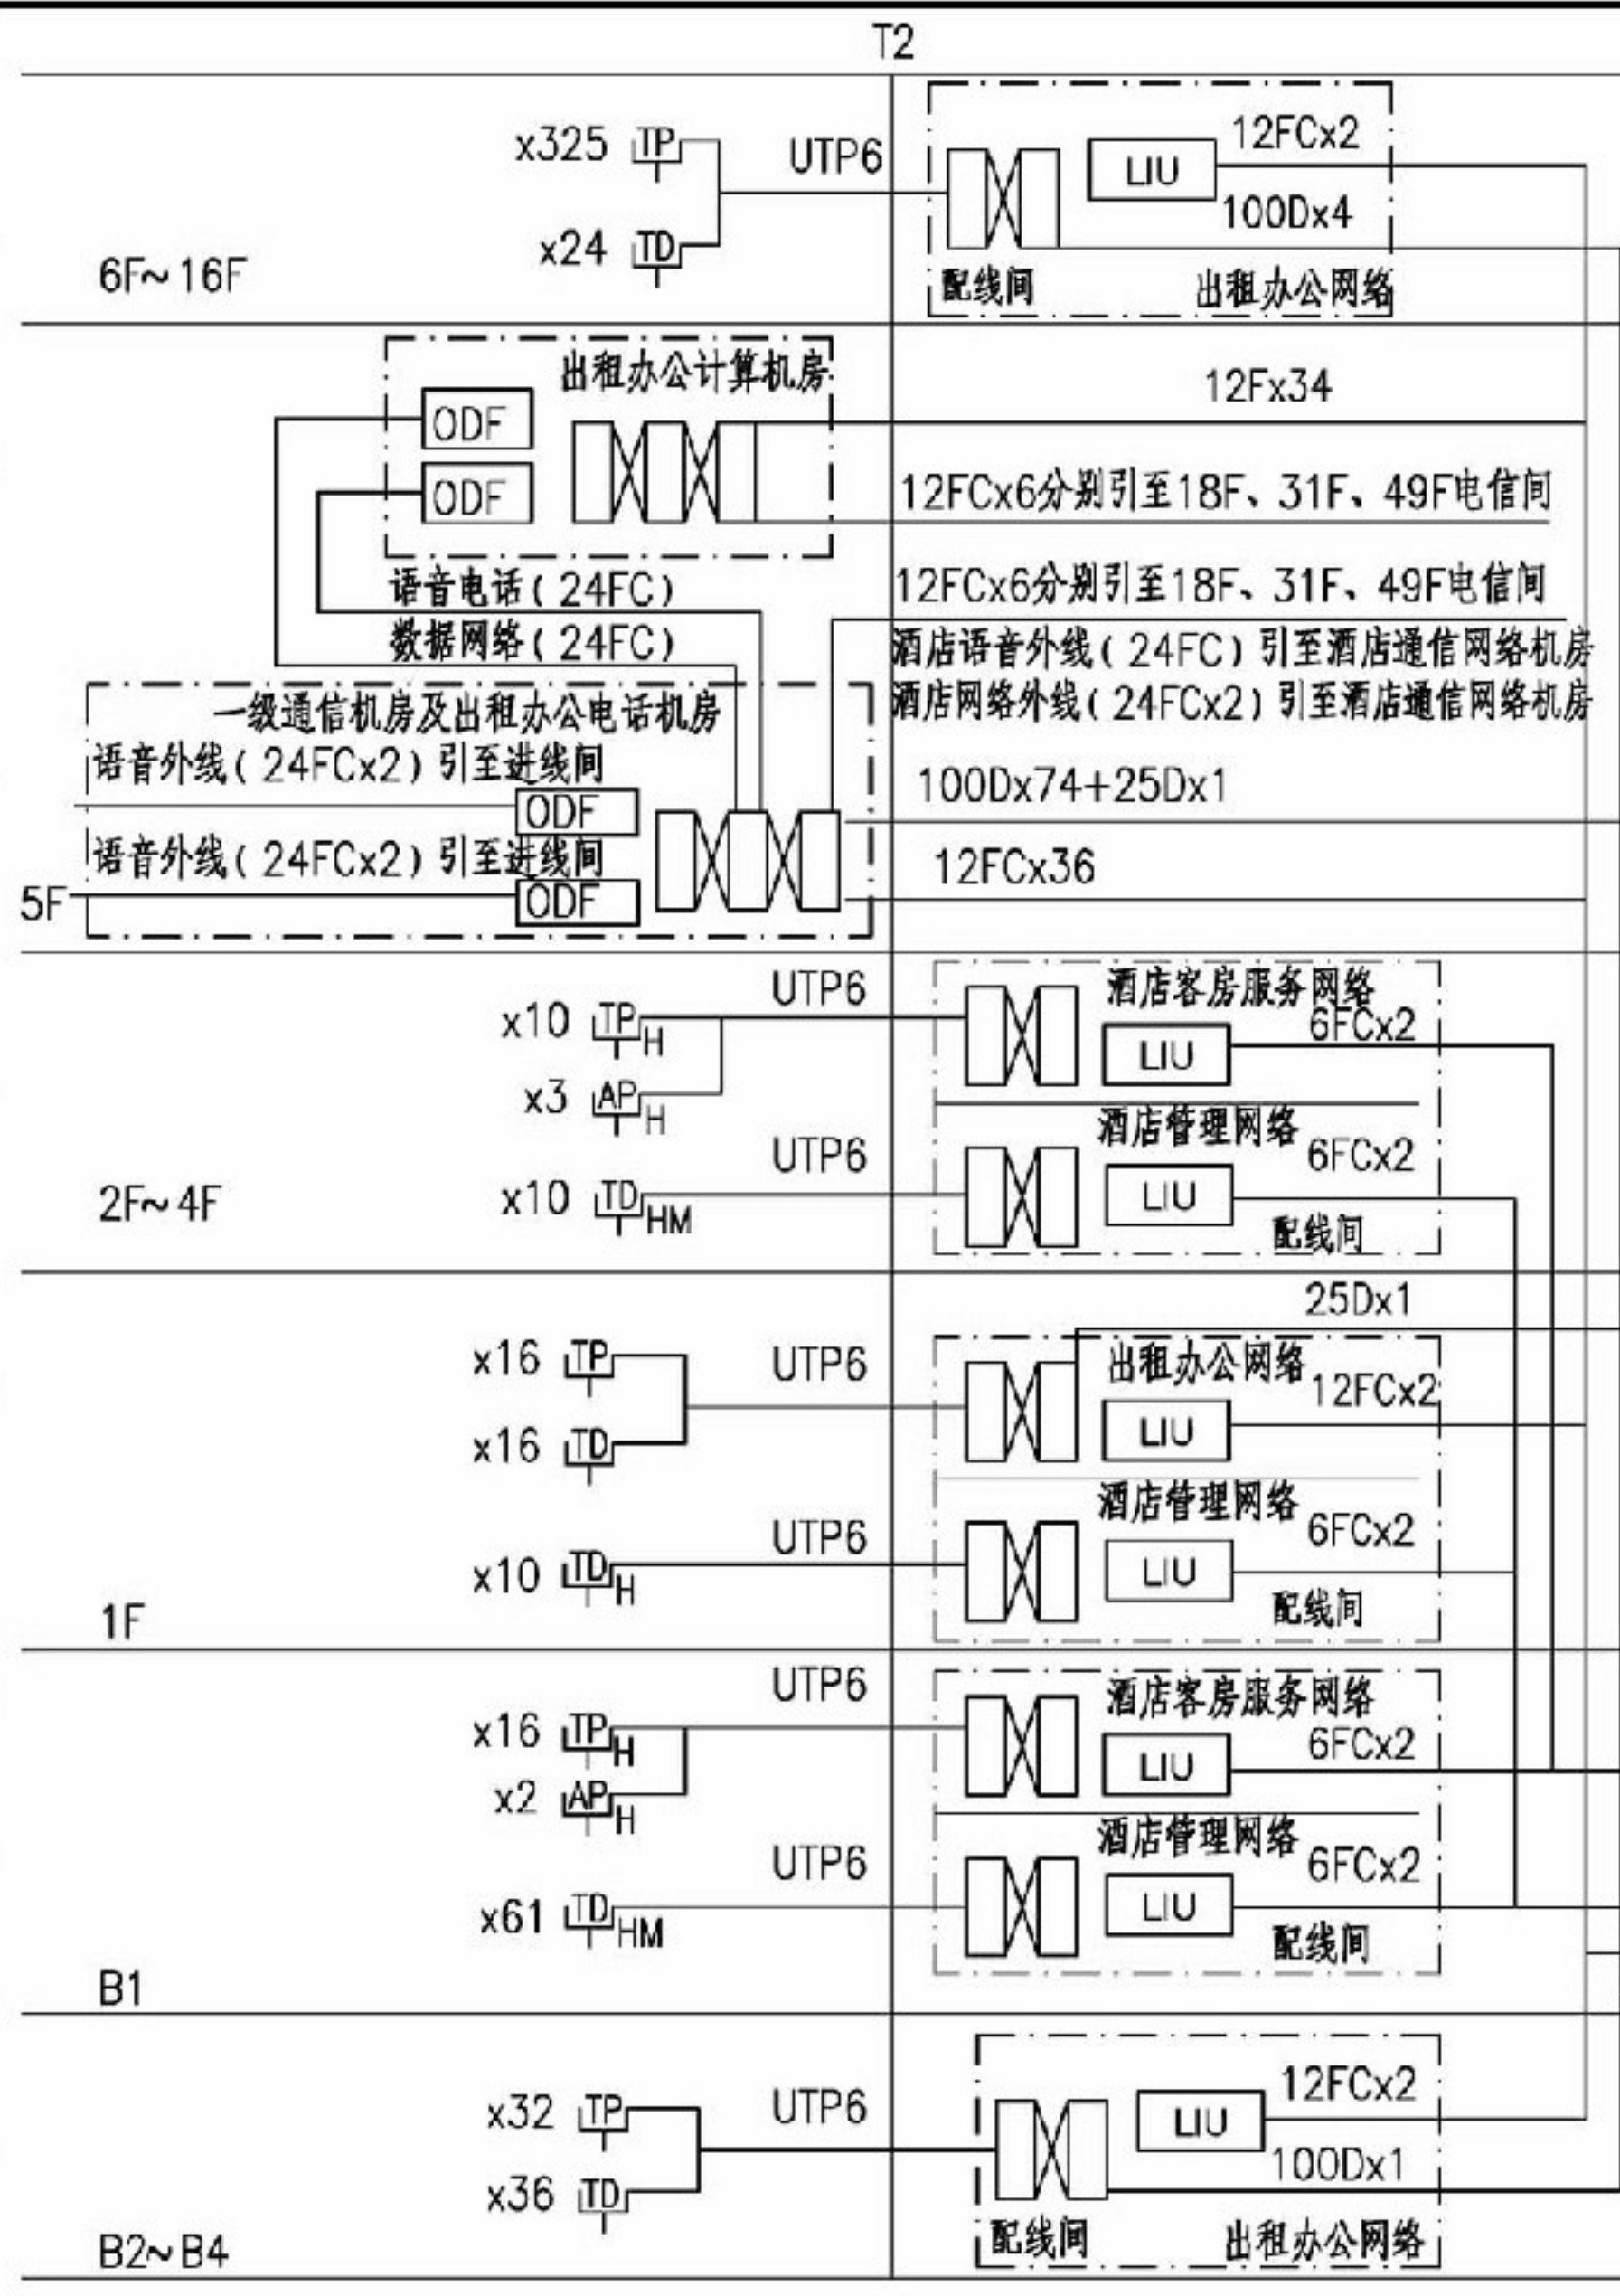 T2
12FCx2
x325 TP UTP6 LIU
100Dx4
x24 TD
6F~16F 配线间 出租办公网络
出租办公计算机房 12Fx34
ODF
ODF 12FCx6分别引至18F、31F、49F电信间
语音电话(24FC) 12FCx6分别引至18F、31F、49F电信间
数据网络(24FC) 酒店语音外线(24FC)引至酒店通信网络机房
一级通信机房及出租办公电话机房 酒店网络外线(24FCx2)引至酒店通信网络机房
语音外线(24FCx2)引至进线间 100Dx74+25Dx1
ODF
语音外线(24FCx2)引至进线间 12FCx36
5F ODF
UTP6 酒店客房服务网络
x10 TP H 6FCx2
LIU
x3 AP H 酒店管理网络
UTP6 6FCx2
x10 TD HM LIU
2F~4F 配线间
25Dx1
x16 TP UTP6 出租办公网络 12FCx2
x16 TD LIU
酒店管理网络
UTP6 6FCx2
x10 TD H LIU
1F 配线间
UTP6 酒店客房服务网络
x16 TP H 6FCx2
x2 AP H LIU
酒店管理网络
UTP6 6FCx2
x61 TD HM LIU
配线间
B1
12FCx2
x32 TP UTP6 LIU
100Dx1
x36 TD
B2~B4 配线间 出租办公网络